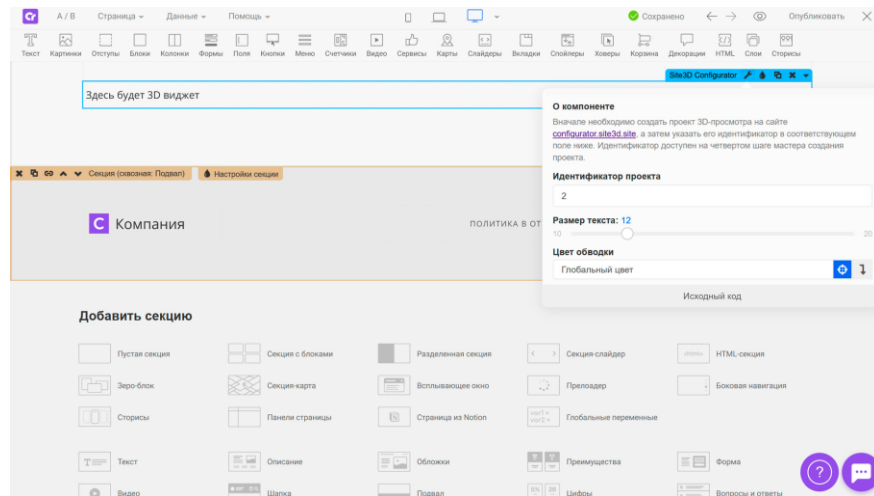 Cr A / B Страница Данные Помощь Сохранено Опубликовать
Текст Картинки Отступы Блоки Колонки Формы Поля Кнопки Меню Счетчики Видео Сервисы Карты Слайдеры Вкладки Спойлеры Ховеры Корзина Декорации HTML Слои Сторисы
Site3D Configurator
Здесь будет 3D виджет
О компоненте
Вначале необходимо создать проект 3D-просмотра на сайте
configurator.site3d.site, а затем указать его идентификатор в соответствующем
поле ниже. Идентификатор доступен на четвертом шаге мастера создания
проекта.
Идентификатор проекта
2
Размер текста: 12
10 20
Цвет обводки
Глобальный цвет
Исходный код
Секция (сквозная: Подвал) Настройки секции
С Компания
ПОЛИТИКА В ОТ
Добавить секцию
Пустая секция Секция с блоками Разделенная секция Секция-слайдер HTML-секция
Зеро-блок Секция-карта Всплывающее окно Прелоадер Боковая навигация
Сторисы Панели страницы Страница из Notion Глобальные переменные
Текст Описание Обложки Преимущества Форма
Видео Шапка Подвал Цифры Вопросы и ответы